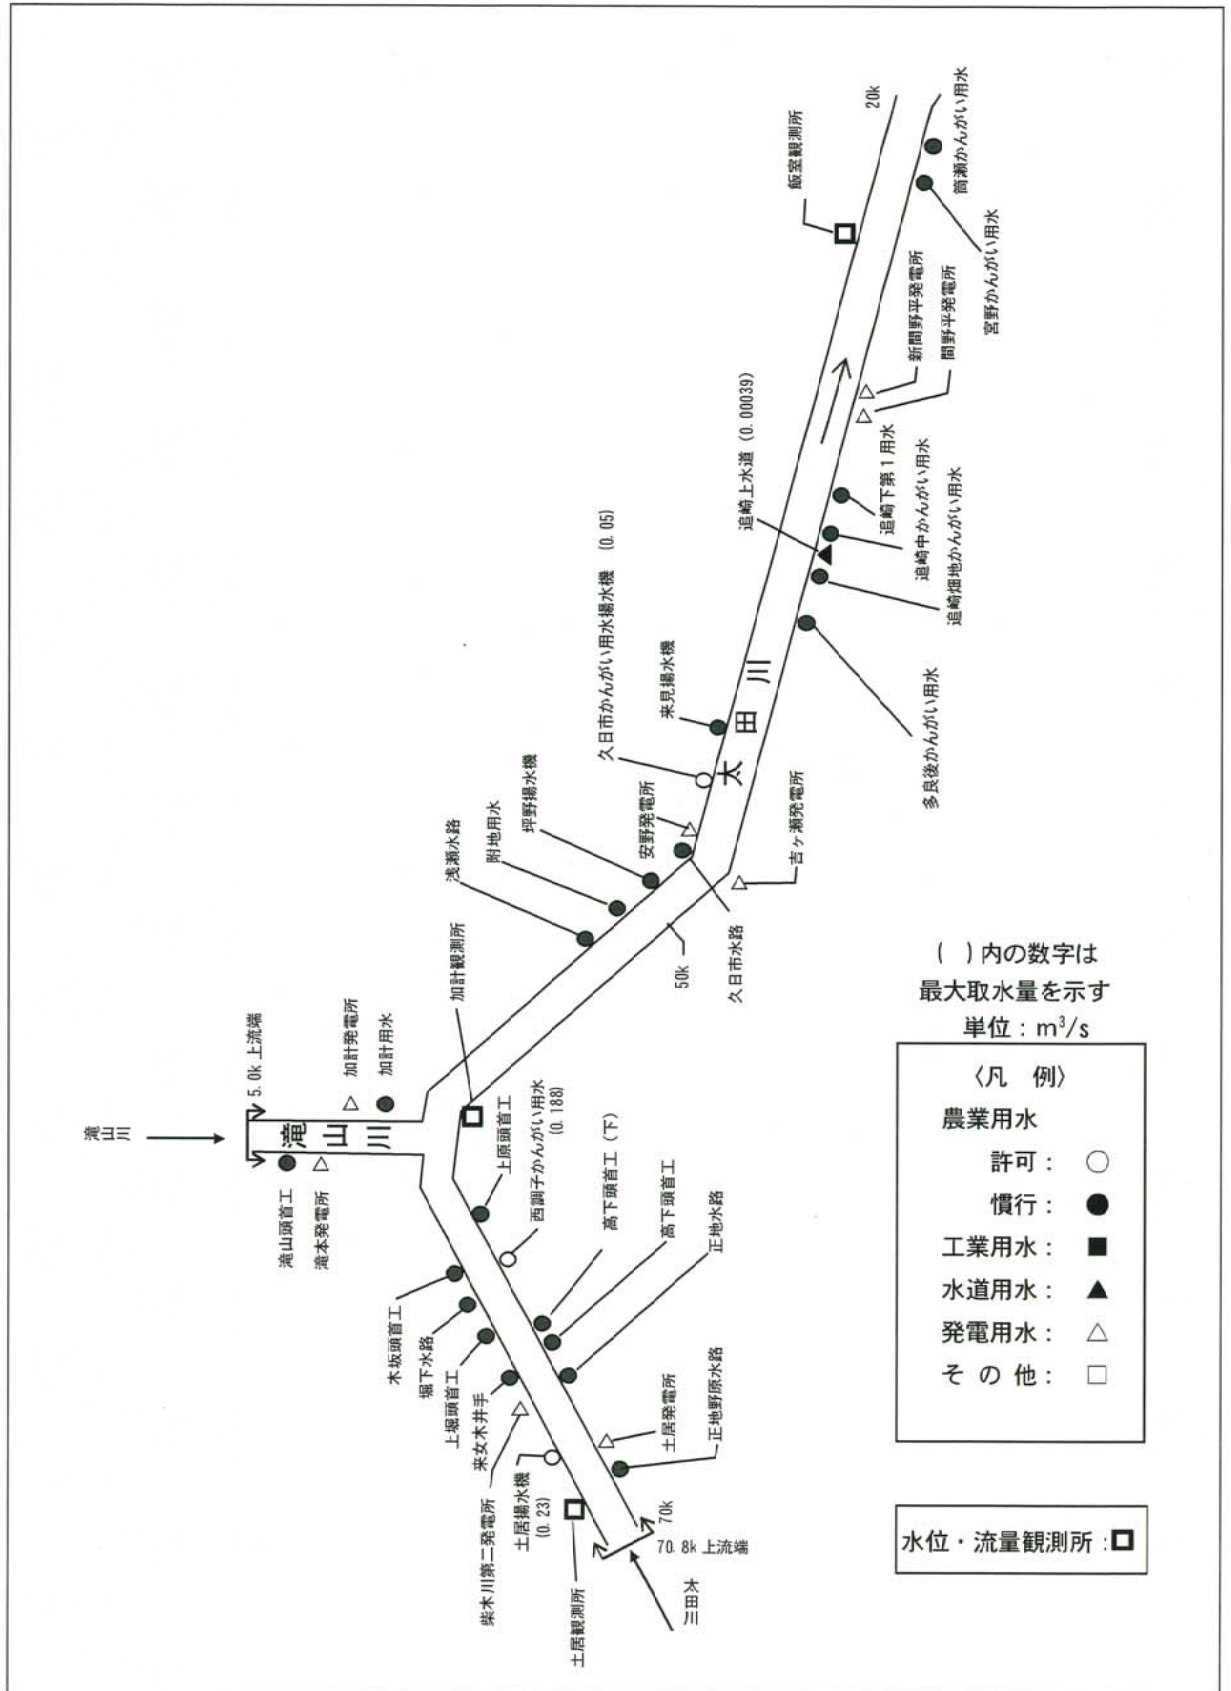 20k
飯室観測所
筒瀬かんがい用水
宮野かんがい用水
新間野平発電所
間野平発電所
追崎上水道 (0.00039)
追崎下第1用水
追崎中かんがい用水
追崎畑地かんがい用水
多良後かんがい用水
久日市かんがい用水揚水機 (0.05)
来見揚水機
太田川
安野発電所
吉ヶ瀬発電所
坪野揚水機
附地用水
浅瀬水路
久日市水路
50k
加計観測所
5.0k 上流端
加計発電所
加計用水
滝山川
滝山川
滝山頭首工
滝本発電所
上原頭首工
西調子かんがい用水
(0.188)
高下頭首工(下)
高下頭首工
正地水路
木坂頭首工
堀下水路
上堀頭首工
来女木井手
柴木川第二発電所
土居揚水機
(0.23)
土居観測所
土居発電所
正地野原水路
70k
70.8k 上流端
太田川
( )内の数字は
最大取水量を示す
単位:m³/s
〈凡 例〉
農業用水
許可: ○
慣行: ●
工業用水: ■
水道用水: ▲
発電用水: △
そ の 他: □
水位・流量観測所:□